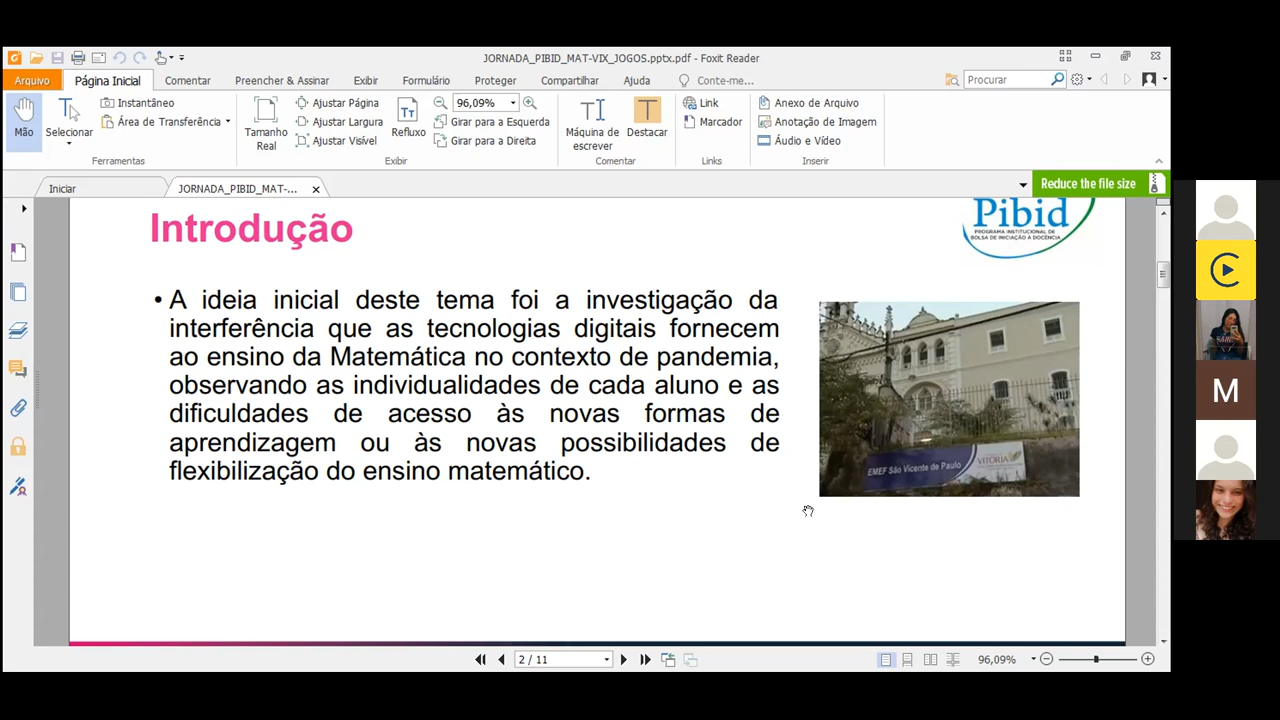 JORNADA_PIBID_MAT-VIX_JOGOS.pptx.pdf - Foxit Reader
Arquivo Página Inicial Comentar Preencher & Assinar Exibir Formulário Proteger Compartilhar Ajuda Conte-me... Procurar
Mão
Selecionar
Instantâneo
Área de Transferência
Ferramentas
Tamanho Real
Ajustar Página
Ajustar Largura
Ajustar Visível
Refluxo
96,09%
Girar para a Esquerda
Girar para a Direita
Exibir
Máquina de escrever
Destacar
Comentar
Link
Marcador
Links
Anexo de Arquivo
Anotação de Imagem
Áudio e Vídeo
Inserir
Iniciar
JORNADA_PIBID_MAT-...
Reduce the file size
Introdução
Pibid
PROGRAMA INSTITUCIONAL DE
BOLSA DE INICIAÇÃO À DOCÊNCIA
• A ideia inicial deste tema foi a investigação da
interferência que as tecnologias digitais fornecem
ao ensino da Matemática no contexto de pandemia,
observando as individualidades de cada aluno e as
dificuldades de acesso às novas formas de
aprendizagem ou às novas possibilidades de
flexibilização do ensino matemático.
EMEF São Vicente de Paulo
VITÓRIA
M
2 / 11
96,09%